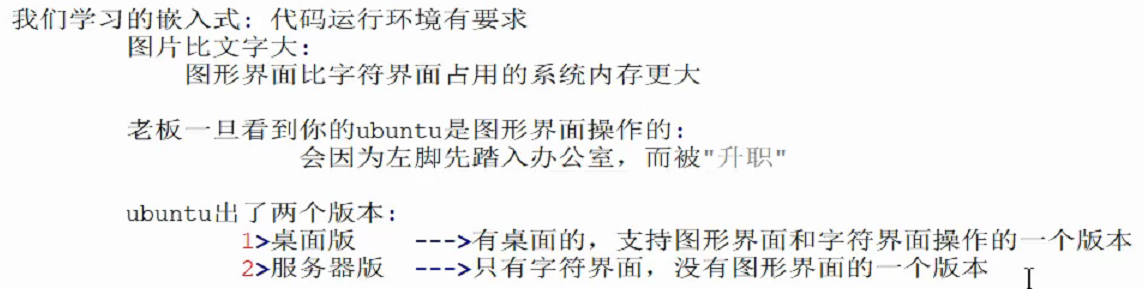 我们学习的嵌入式: 代码运行环境有要求
图片比文字大:
图形界面比字符界面占用的系统内存更大
老板一旦看到你的ubuntu是图形界面操作的:
会因为左脚先踏入办公室，而被"升职"
ubuntu出了两个版本:
1>桌面版 --->有桌面的，支持图形界面和字符界面操作的一个版本
2>服务器版 --->只有字符界面，没有图形界面的一个版本